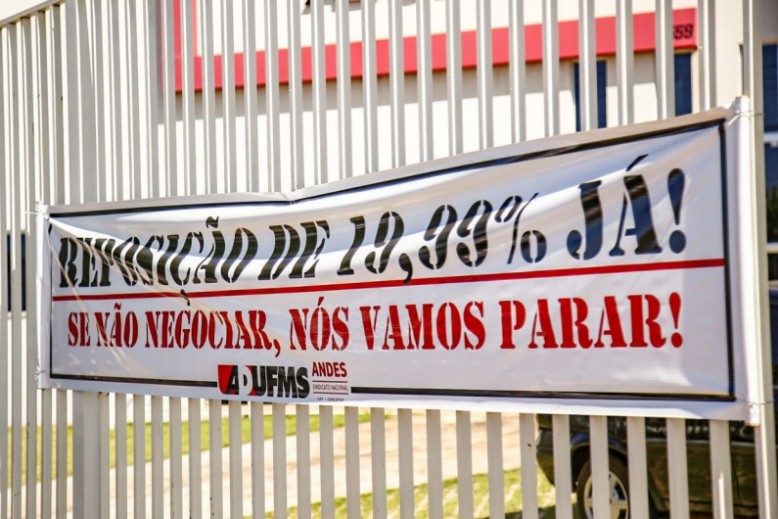 REPOSIÇÃO DE 19,99% JÁ!
SE NÃO NEGOCIAR, NÓS VAMOS PARAR!
ADUFMS
ANDES
SINDICATO NACIONAL